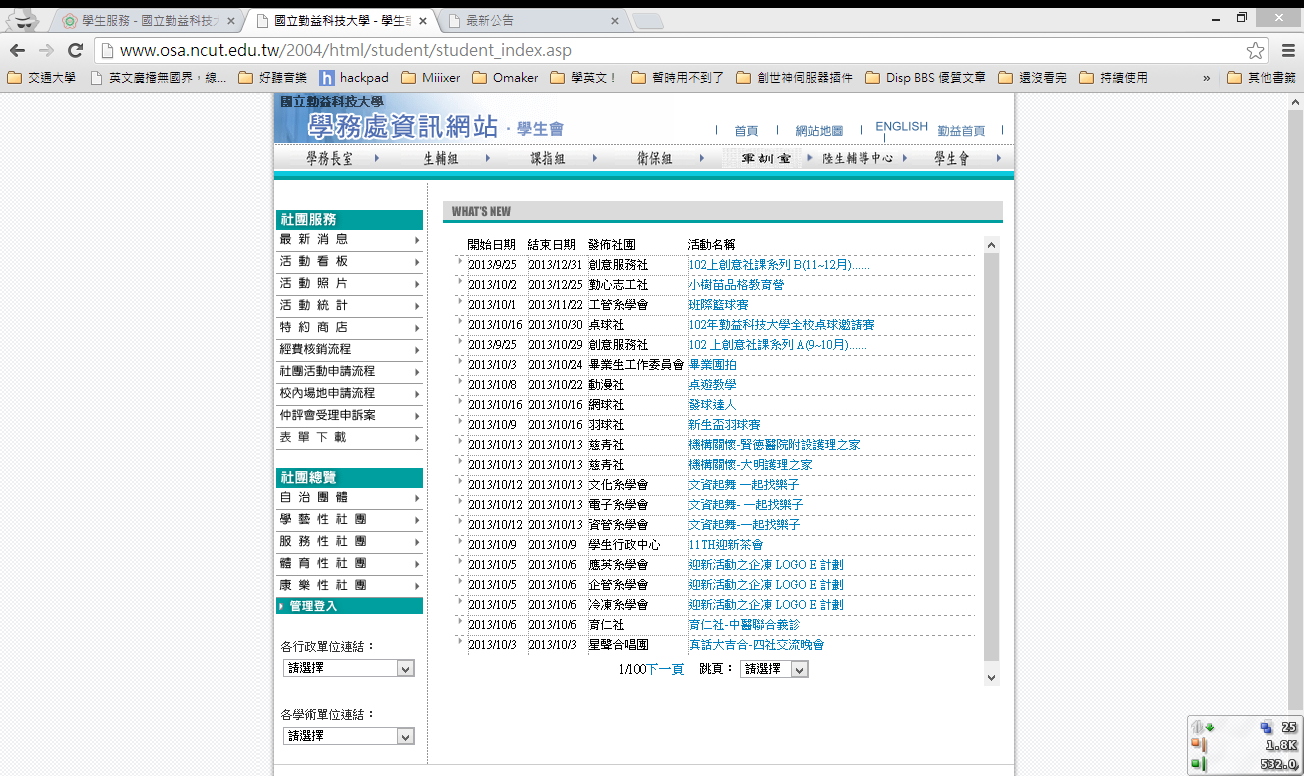 學生服務 - 國立勤益科技大
國立勤益科技大學 - 學生
最新公告
www.osa.ncut.edu.tw/2004/html/student/student_index.asp
交通大學 英文廣播無國界，線... 好聽音樂 hackpad Miiixer Omaker 學英文！ 暫時用不到了 創世神伺服器插件 Disp BBS 優質文章 還沒看完 持續使用 » 其他書籤
國立勤益科技大學
學務處資訊網站 · 學生會
首頁 網站地圖 ENGLISH 勤益首頁
學務長室 生輔組 課指組 衛保組 軍訓室 陸生輔導中心 學生會
社團服務
最新消息
活動看板
活動照片
活動統計
特約商店
經費核銷流程
社團活動申請流程
校內場地申請流程
仲評會受理申訴案
表單下載
社團總覽
自治團體
學藝性社團
服務性社團
體育性社團
康樂性社團
管理登入
各行政單位連結：
請選擇
各學術單位連結：
請選擇
WHAT'S NEW
開始日期 結束日期 發佈社團 活動名稱
2013/9/25 2013/12/31 創意服務社 102上創意社課系列 B(11~12月)......
2013/10/2 2013/12/25 勤心志工社 小樹苗品格教育營
2013/10/1 2013/11/22 工管系學會 班際籃球賽
2013/10/16 2013/10/30 桌球社 102年勤益科技大學全校桌球邀請賽
2013/9/25 2013/10/29 創意服務社 102 上創意社課系列 A(9~10月)......
2013/10/3 2013/10/24 畢業生工作委員會 畢業團拍
2013/10/8 2013/10/22 動漫社 桌遊教學
2013/10/16 2013/10/16 網球社 發球達人
2013/10/9 2013/10/16 羽球社 新生盃羽球賽
2013/10/13 2013/10/13 慈青社 機構關懷-賢德醫院附設護理之家
2013/10/13 2013/10/13 慈青社 機構關懷-大明護理之家
2013/10/12 2013/10/13 文化系學會 文資起舞 一起找樂子
2013/10/12 2013/10/13 電子系學會 文資起舞- 一起找樂子
2013/10/12 2013/10/13 資管系學會 文資起舞-一起找樂子
2013/10/9 2013/10/9 學生行政中心 11TH迎新茶會
2013/10/5 2013/10/6 應英系學會 迎新活動之企凍 LOGO E 計劃
2013/10/5 2013/10/6 企管系學會 迎新活動之企凍 LOGO E 計劃
2013/10/5 2013/10/6 冷凍系學會 迎新活動之企凍 LOGO E 計劃
2013/10/6 2013/10/6 育仁社 育仁社-中醫聯合義診
2013/10/3 2013/10/3 星聲合唱團 真話大吉合-四社交流晚會
1/100下一頁 跳頁： 請選擇
25
1.8K
532.0